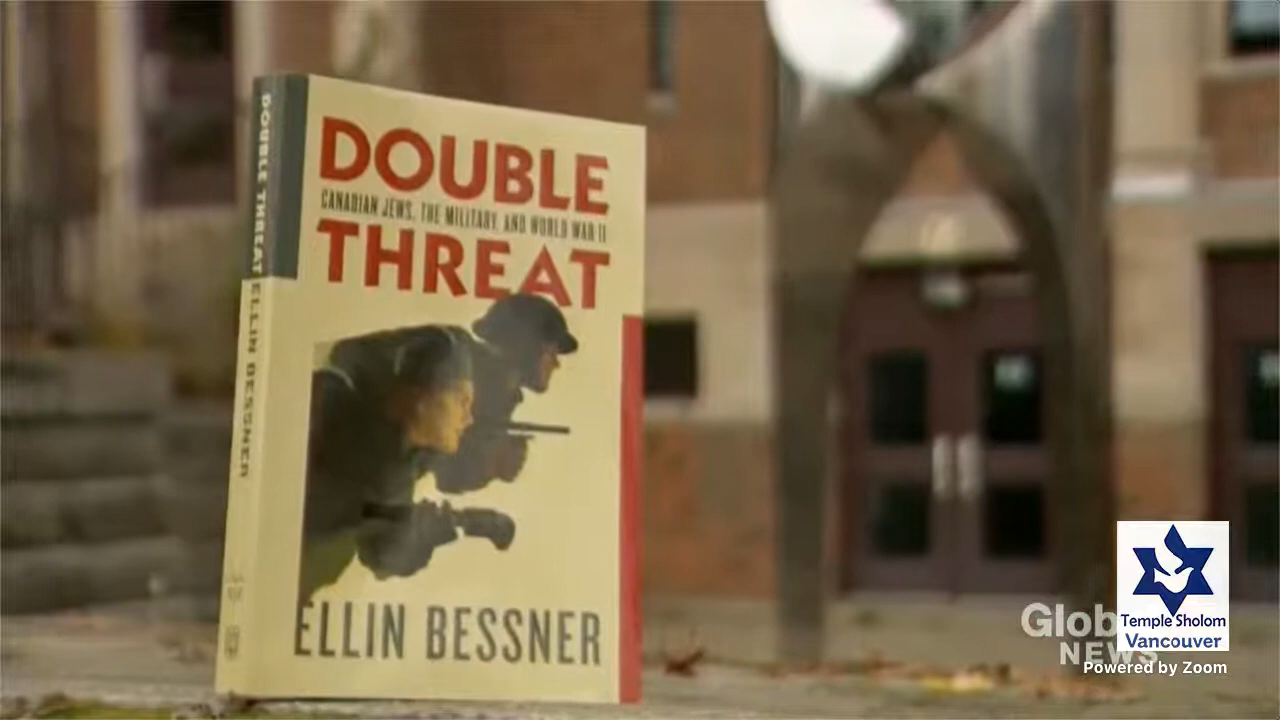 DOUBLE THREAT ELLIN BESSNER
DOUBLE
CANADIAN JEWS, THE MILITARY, AND WORLD WAR II
THREAT
ELLIN BESSNER
Temple Sholom
Vancouver
NEWS
Powered by Zoom